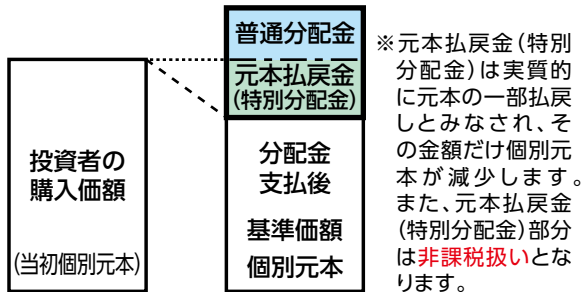 投資者の
購入価額
(当初個別元本)
普通分配金
元本払戻金
(特別分配金)
分配金
支払後
基準価額
個別元本
※元本払戻金(特別
分配金)は実質的
に元本の一部払戻
しとみなされ、そ
の金額だけ個別元
本が減少します。
また、元本払戻金
(特別分配金)部分
は非課税扱いとな
ります。